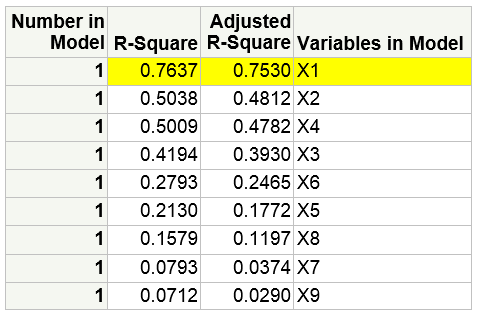 Number in Model R-Square Adjusted R-Square Variables in Model
1 0.7637 0.7530 X1
1 0.5038 0.4812 X2
1 0.5009 0.4782 X4
1 0.4194 0.3930 X3
1 0.2793 0.2465 X6
1 0.2130 0.1772 X5
1 0.1579 0.1197 X8
1 0.0793 0.0374 X7
1 0.0712 0.0290 X9